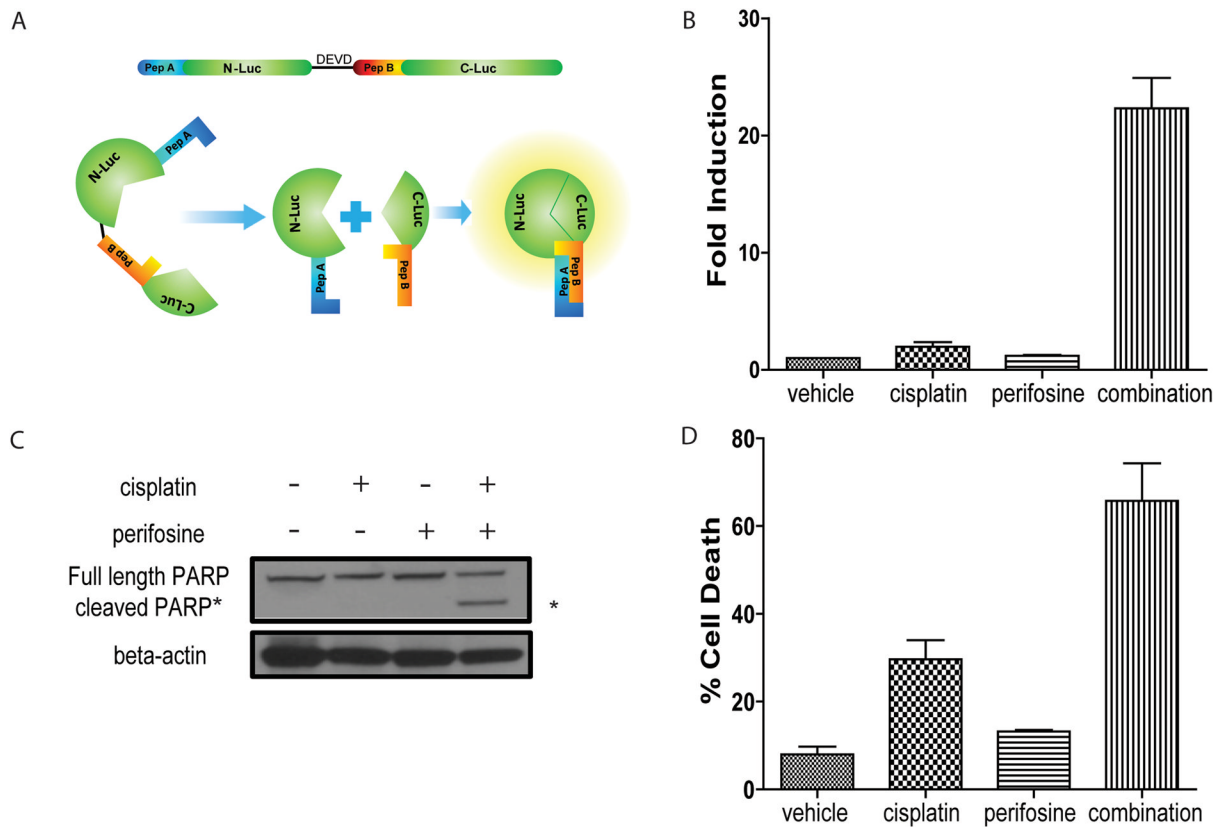 A
Pep A N-Luc DEVD Pep B C-Luc
N-Luc Pep A
Pep B
C-Luc
N-Luc
Pep A
C-Luc
Pep B
N-Luc
C-Luc
Pep A
Pep B
B
Fold Induction
30
20
10
0
vehicle cisplatin perifosine combination
C
cisplatin - + - +
perifosine - - + +
Full length PARP
cleaved PARP* *
beta-actin
D
% Cell Death
80
60
40
20
0
vehicle cisplatin perifosine combination